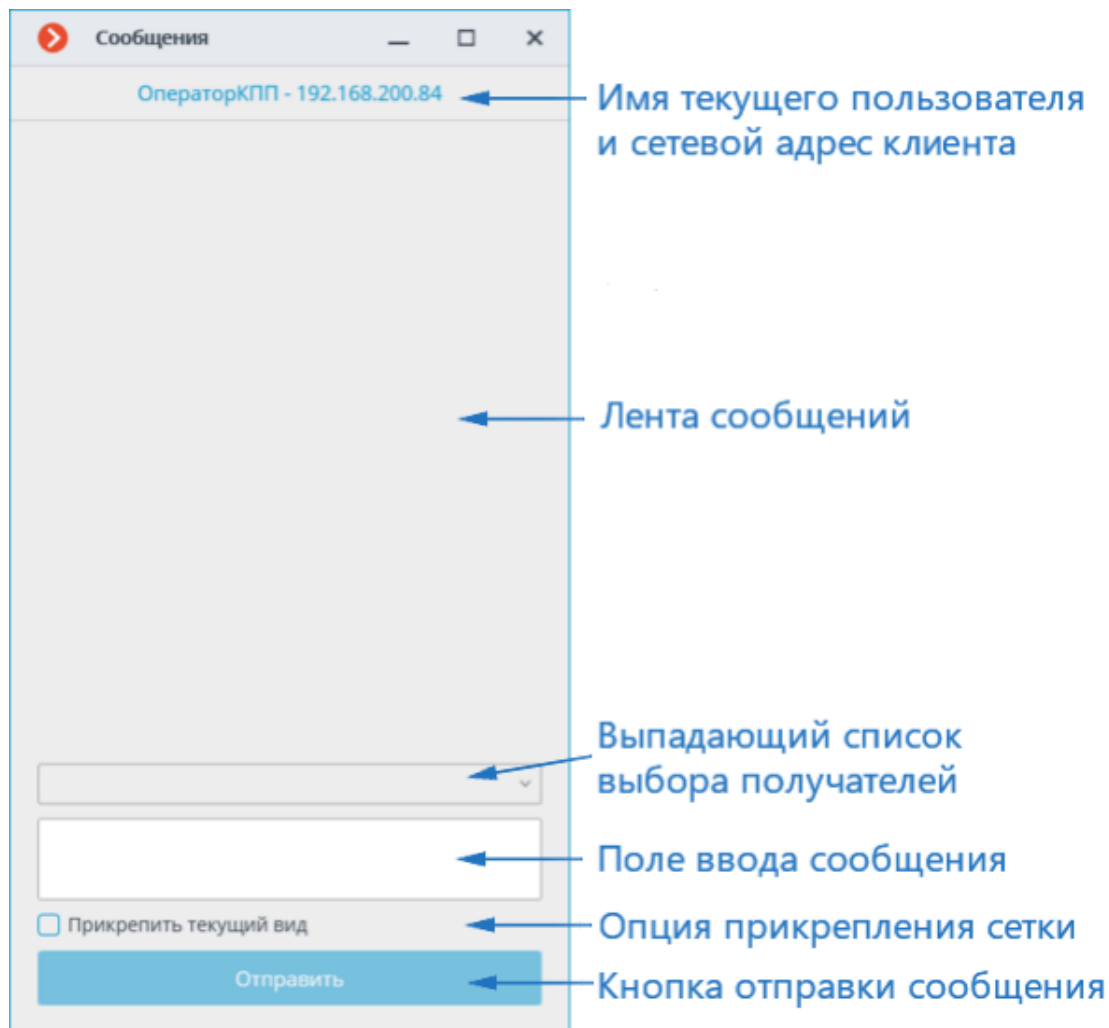 Сообщения
ОператорКПП - 192.168.200.84
Имя текущего пользователя
и сетевой адрес клиента
Лента сообщений
Выпадающий список
выбора получателей
Поле ввода сообщения
Прикрепить текущий вид
Опция прикрепления сетки
Отправить
Кнопка отправки сообщения